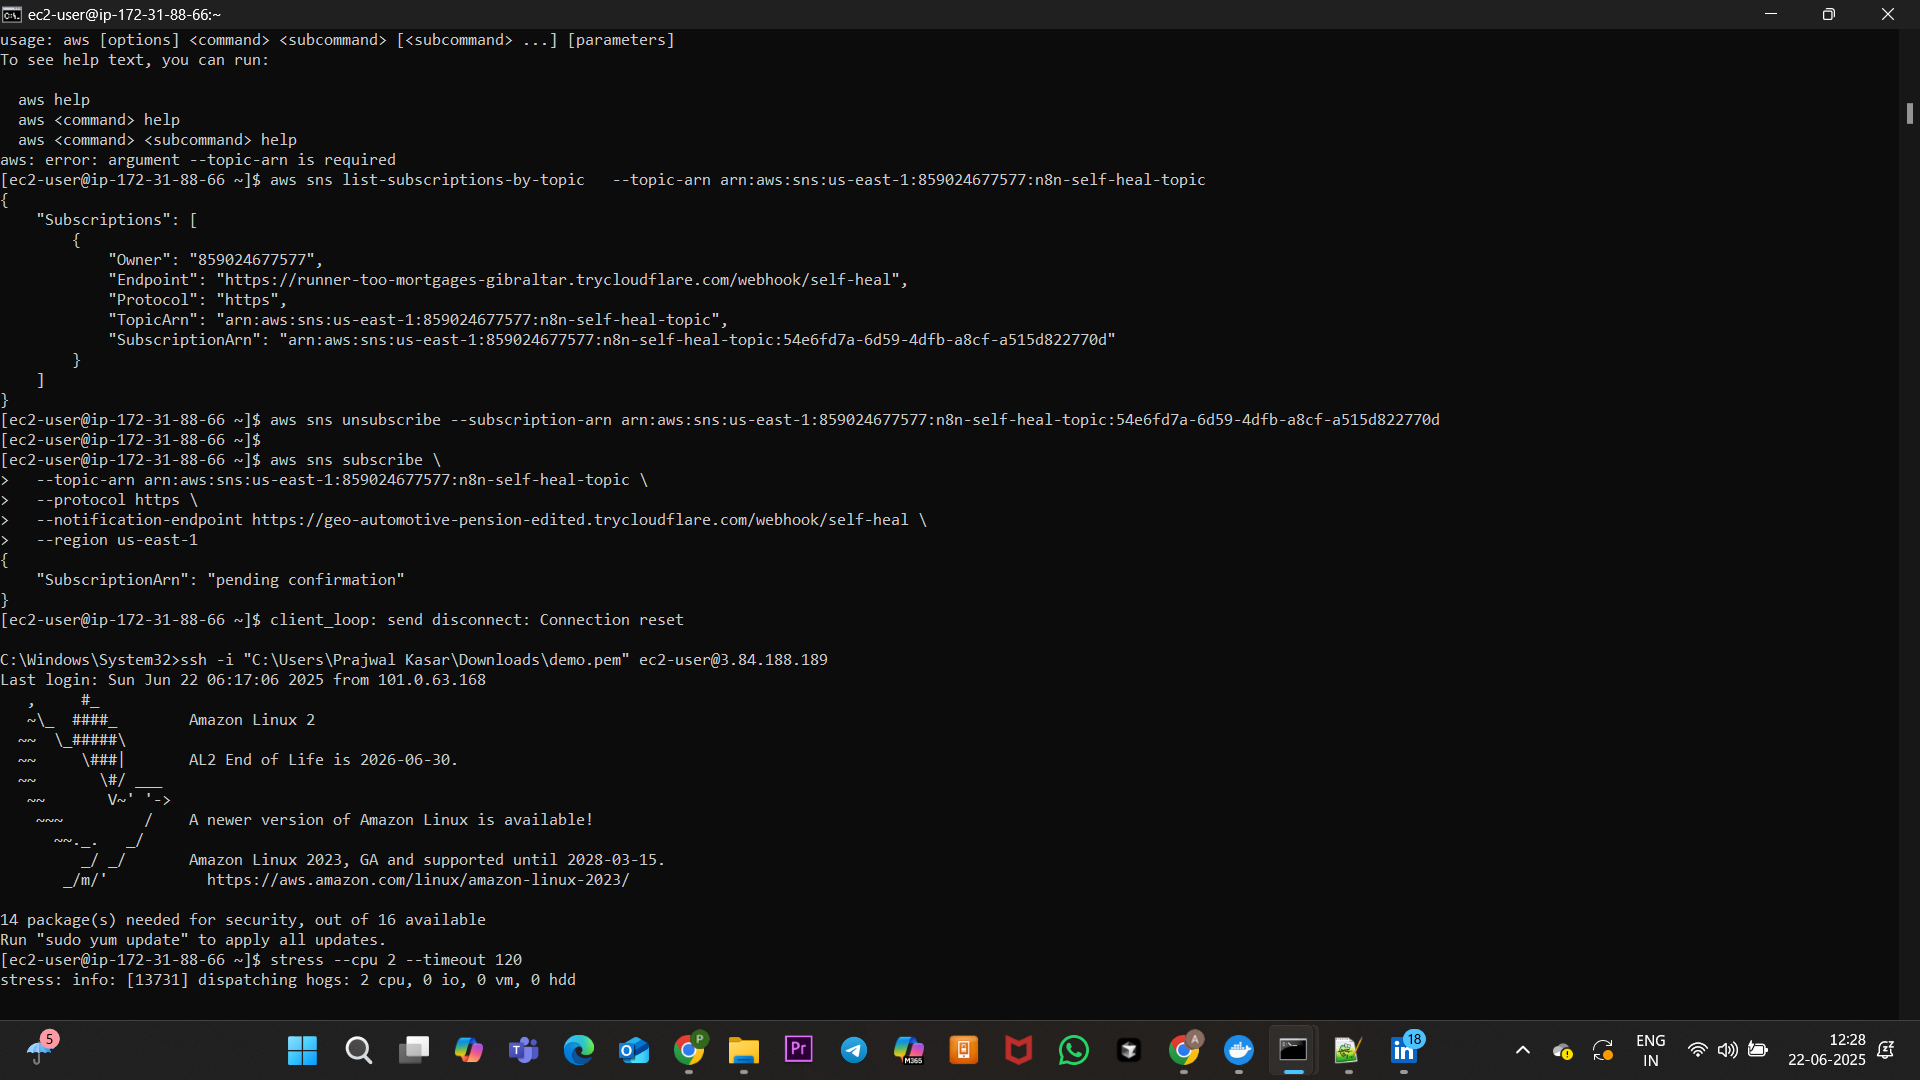 ec2-user@ip-172-31-88-66:~
usage: aws [options] <command> <subcommand> [<subcommand> ...] [parameters]
To see help text, you can run:
  aws help
  aws <command> help
  aws <command> <subcommand> help
aws: error: argument --topic-arn is required
[ec2-user@ip-172-31-88-66 ~]$ aws sns list-subscriptions-by-topic   --topic-arn arn:aws:sns:us-east-1:859024677577:n8n-self-heal-topic
{
    "Subscriptions": [
        {
            "Owner": "859024677577",
            "Endpoint": "https://runner-too-mortgages-gibraltar.trycloudflare.com/webhook/self-heal",
            "Protocol": "https",
            "TopicArn": "arn:aws:sns:us-east-1:859024677577:n8n-self-heal-topic",
            "SubscriptionArn": "arn:aws:sns:us-east-1:859024677577:n8n-self-heal-topic:54e6fd7a-6d59-4dfb-a8cf-a515d822770d"
        }
    ]
}
[ec2-user@ip-172-31-88-66 ~]$ aws sns unsubscribe --subscription-arn arn:aws:sns:us-east-1:859024677577:n8n-self-heal-topic:54e6fd7a-6d59-4dfb-a8cf-a515d822770d
[ec2-user@ip-172-31-88-66 ~]$
[ec2-user@ip-172-31-88-66 ~]$ aws sns subscribe \
>   --topic-arn arn:aws:sns:us-east-1:859024677577:n8n-self-heal-topic \
>   --protocol https \
>   --notification-endpoint https://geo-automotive-pension-edited.trycloudflare.com/webhook/self-heal \
>   --region us-east-1
{
    "SubscriptionArn": "pending confirmation"
}
[ec2-user@ip-172-31-88-66 ~]$ client_loop: send disconnect: Connection reset
C:\Windows\System32>ssh -i "C:\Users\Prajwal Kasar\Downloads\demo.pem" ec2-user@3.84.188.189
Last login: Sun Jun 22 06:17:06 2025 from 101.0.63.168
   ,     #_
   ~\_  ####_        Amazon Linux 2
  ~~  \_#####\
  ~~     \###|       AL2 End of Life is 2026-06-30.
  ~~       \#/ ___
   ~~       V~' '->
    ~~~         /    A newer version of Amazon Linux is available!
      ~~._.   _/
         _/ _/       Amazon Linux 2023, GA and supported until 2028-03-15.
       _/m/'           https://aws.amazon.com/linux/amazon-linux-2023/
14 package(s) needed for security, out of 16 available
Run "sudo yum update" to apply all updates.
[ec2-user@ip-172-31-88-66 ~]$ stress --cpu 2 --timeout 120
stress: info: [13731] dispatching hogs: 2 cpu, 0 io, 0 vm, 0 hdd
5
P
Pr
M365
A
18
ENG
IN
12:28
22-06-2025